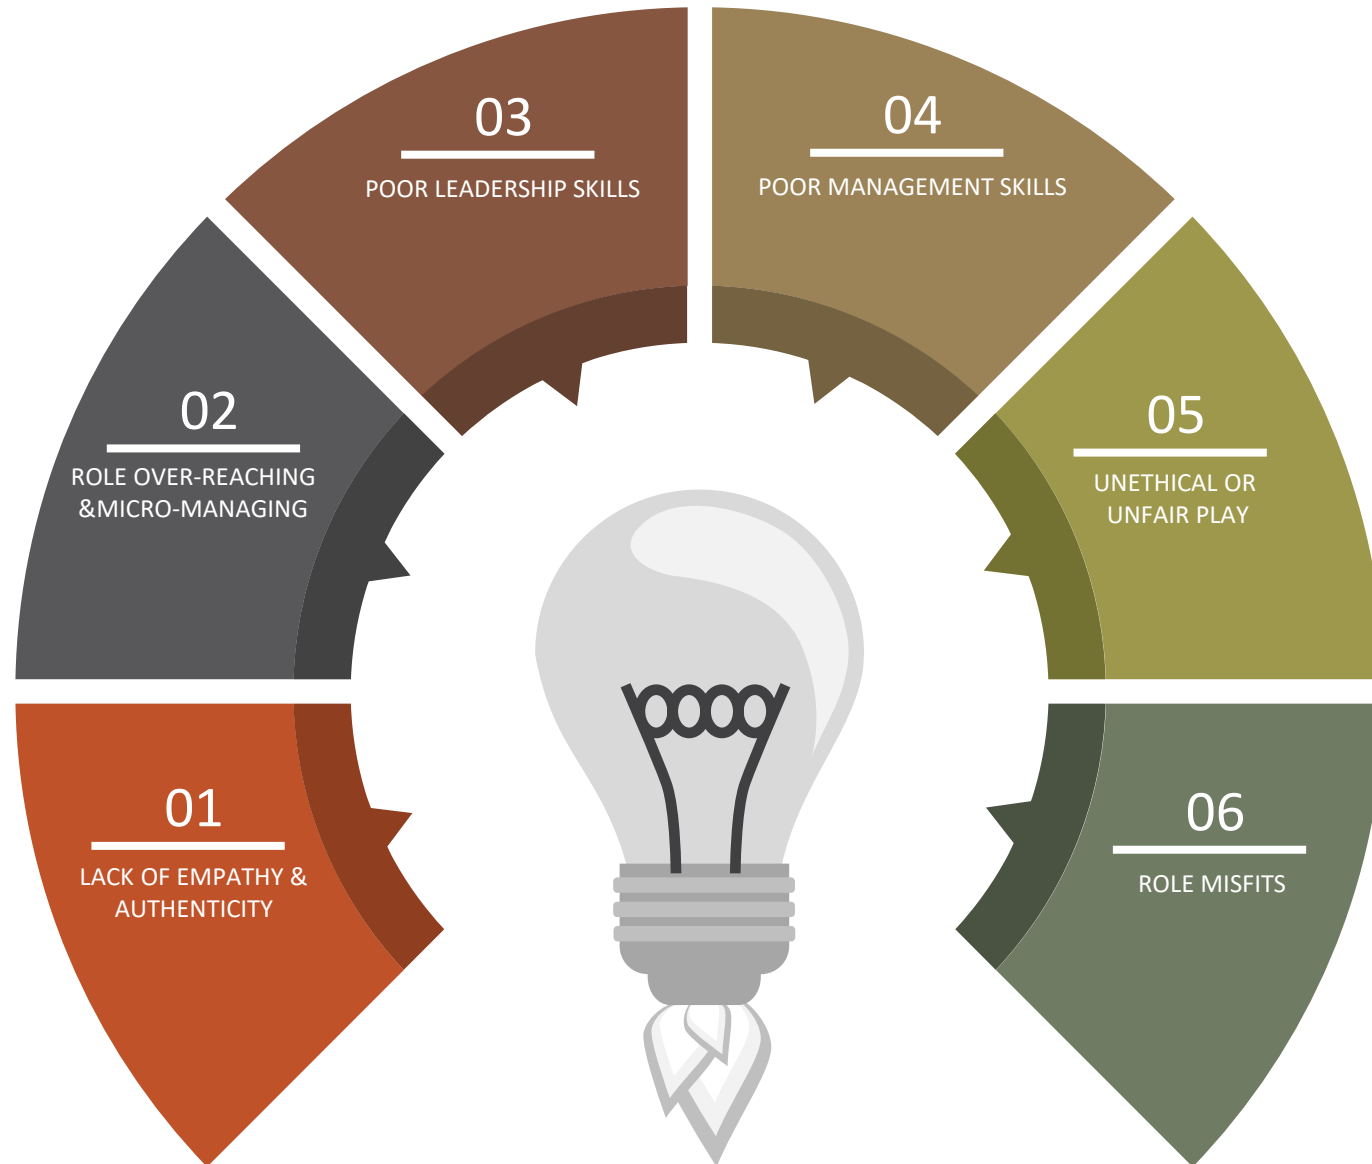 01
LACK OF EMPATHY &
AUTHENTICITY
02
ROLE OVER-REACHING
&MICRO-MANAGING
03
POOR LEADERSHIP SKILLS
04
POOR MANAGEMENT SKILLS
05
UNETHICAL OR
UNFAIR PLAY
06
ROLE MISFITS